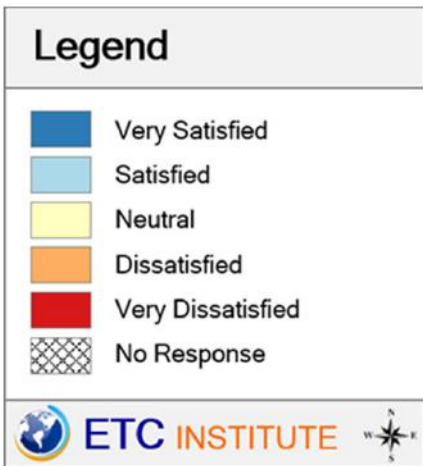 Legend
Very Satisfied
Satisfied
Neutral
Dissatisfied
Very Dissatisfied
No Response
ETC INSTITUTE
N
W E
S